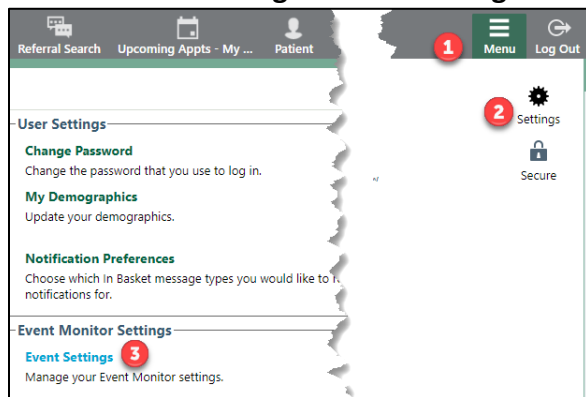 Referral Search Upcoming Appts - My ... Patient
1
Menu Log Out
2
Settings
Secure
User Settings
Change Password
Change the password that you use to log in.
My Demographics
Update your demographics.
Notification Preferences
Choose which In Basket message types you would like to
notifications for.
Event Monitor Settings
Event Settings 3
Manage your Event Monitor settings.